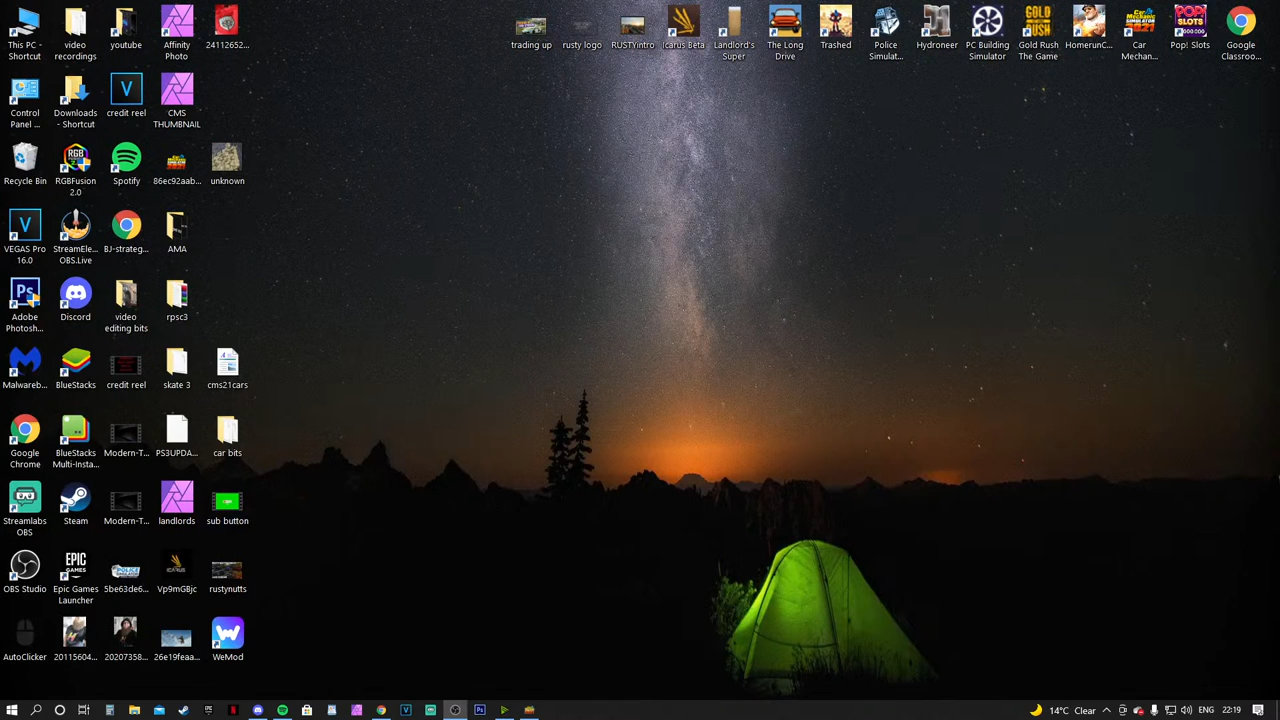 This PC -
Shortcut
video
recordings
youtube
Affinity
Photo
24112652...
trading up
rusty logo
RUSTYintro
Icarus Beta
Landlord's
Super
The Long
Drive
Trashed
Police
Simulat...
Hydroneer
PC Building
Simulator
Gold Rush
The Game
HomerunC...
Car
Mechan...
Pop! Slots
Google
Classroo...
Control
Panel ...
Downloads
- Shortcut
credit reel
CMS
THUMBNAIL
Recycle Bin
RGBFusion
2.0
Spotify
86ec92aab...
unknown
VEGAS Pro
16.0
StreamEle...
OBS.Live
BJ-strateg...
AMA
Adobe
Photosh...
Discord
video
editing bits
rpsc3
Malwareb...
BlueStacks
credit reel
skate 3
cms21cars
Google
Chrome
BlueStacks
Multi-Insta...
Modern-T...
PS3UPDA...
car bits
Streamlabs
OBS
Steam
Modern-T...
landlords
sub button
OBS Studio
Epic Games
Launcher
5be63de6...
Vp9mGBjc
rustynutts
AutoClicker
20115604...
20207358...
26e19feaa...
WeMod
14°C Clear
ENG
22:19